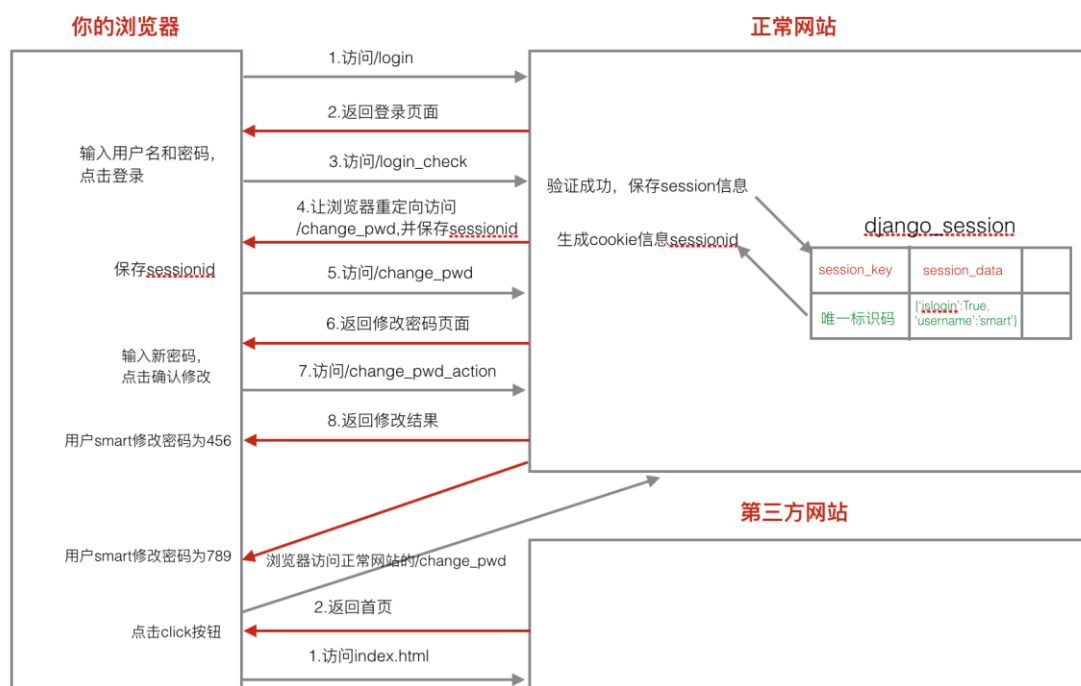 你的浏览器
正常网站
1.访问/login
2.返回登录页面
输入用户名和密码，
点击登录
3.访问/login_check
验证成功，保存session信息
4.让浏览器重定向访问
/change_pwd,并保存sessionid
django_session
生成cookie信息sessionid
保存sessionid
5.访问/change_pwd
session_key
session_data
6.返回修改密码页面
唯一标识码
{'islogin':True,
'username':'smart'}
输入新密码，
点击确认修改
7.访问/change_pwd_action
8.返回修改结果
用户smart修改密码为456
第三方网站
用户smart修改密码为789
浏览器访问正常网站的/change_pwd
2.返回首页
点击click按钮
1.访问index.html